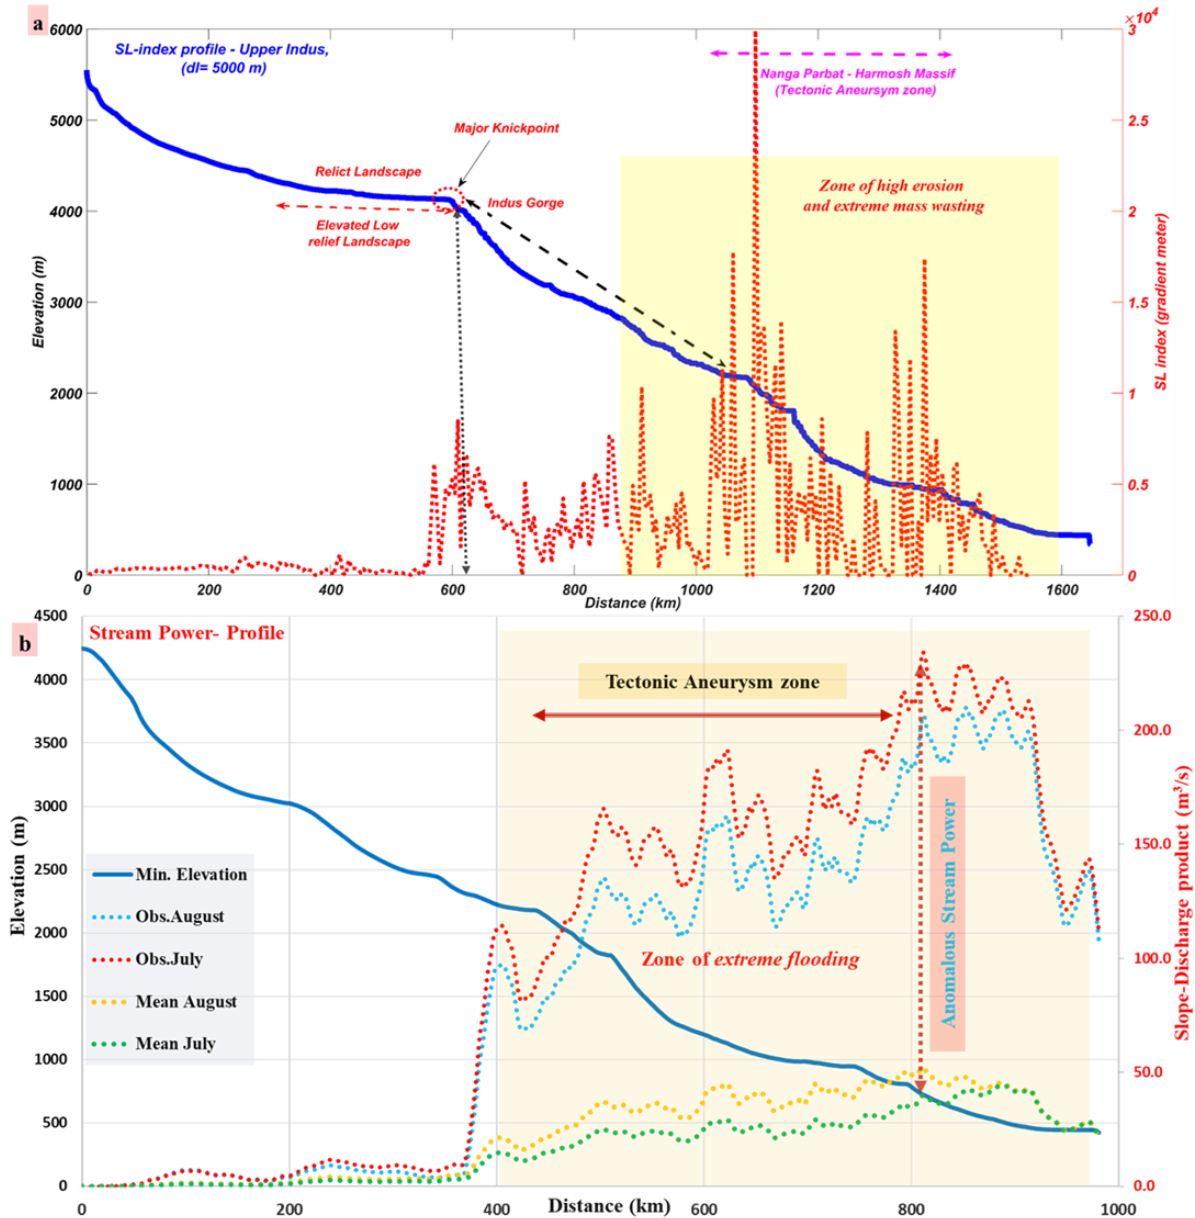 a
×10⁴
SL-index profile - Upper Indus,
(dl= 5000 m)
Nanga Parbat - Harmosh Massif
(Tectonic Aneursym zone)
Major Knickpoint
Relict Landscape
Indus Gorge
Elevated Low
relief Landscape
Zone of high erosion
and extreme mass wasting
Elevation (m)
6000
5000
4000
3000
2000
1000
0
SL index (gradient meter)
3
2.5
2
1.5
1
0.5
0
0 200 400 600 800 1000 1200 1400 1600
Distance (km)
b
Stream Power- Profile
Tectonic Aneurysm zone
Zone of extreme flooding
Anomalous Stream Power
Min. Elevation
Obs.August
Obs.July
Mean August
Mean July
Elevation (m)
4500
4000
3500
3000
2500
2000
1500
1000
500
0
Slope-Discharge product (m³/s)
250.0
200.0
150.0
100.0
50.0
0.0
0 200 400 600 800 1000
Distance (km)